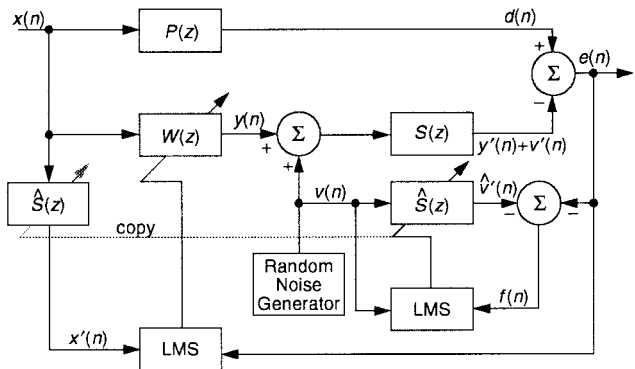 x(n)
P(z)
d(n)
+
Σ
e(n)
−
W(z)
y(n)
+
Σ
+
S(z)
y′(n)+v′(n)
Ŝ(z)
v(n)
Ŝ(z)
v̂′(n)
−
Σ
−
copy
Random
Noise
Generator
LMS
f(n)
x′(n)
LMS